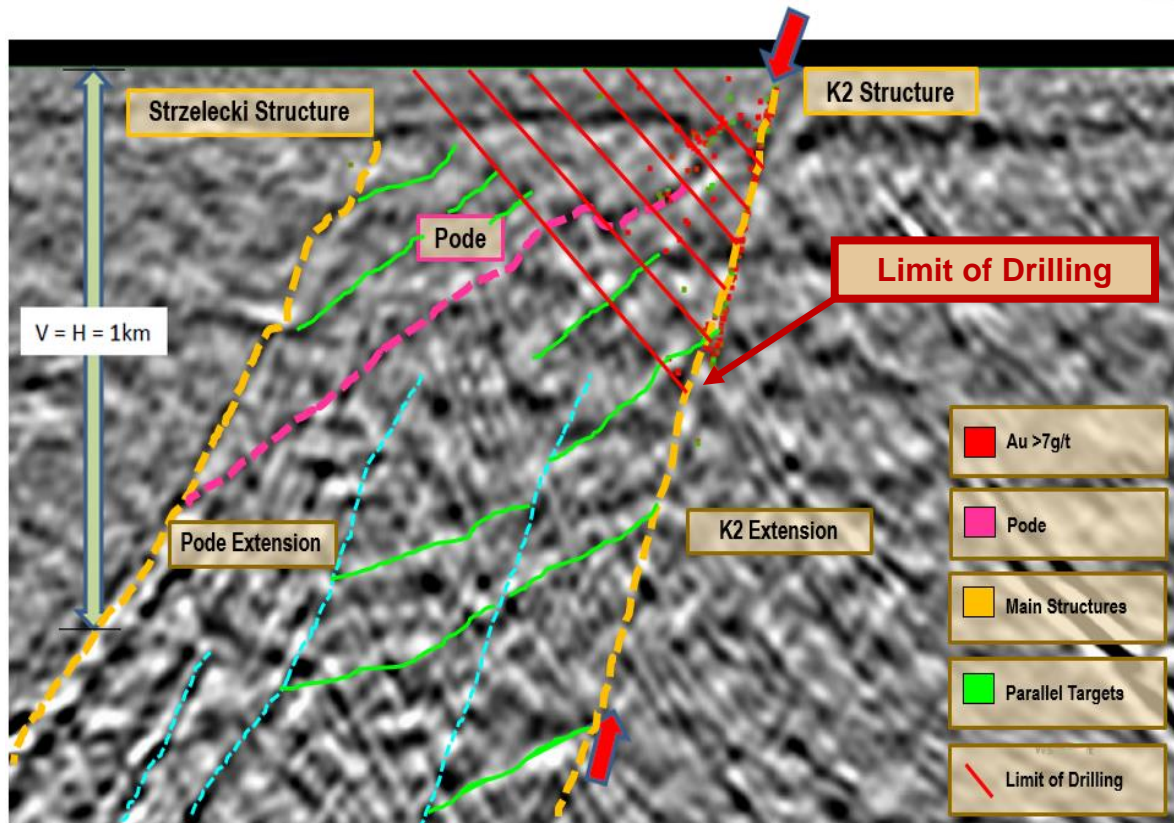 Strzelecki Structure
K2 Structure
Pode
Limit of Drilling
V = H = 1km
Pode Extension
K2 Extension
Au >7g/t
Pode
Main Structures
Parallel Targets
Limit of Drilling